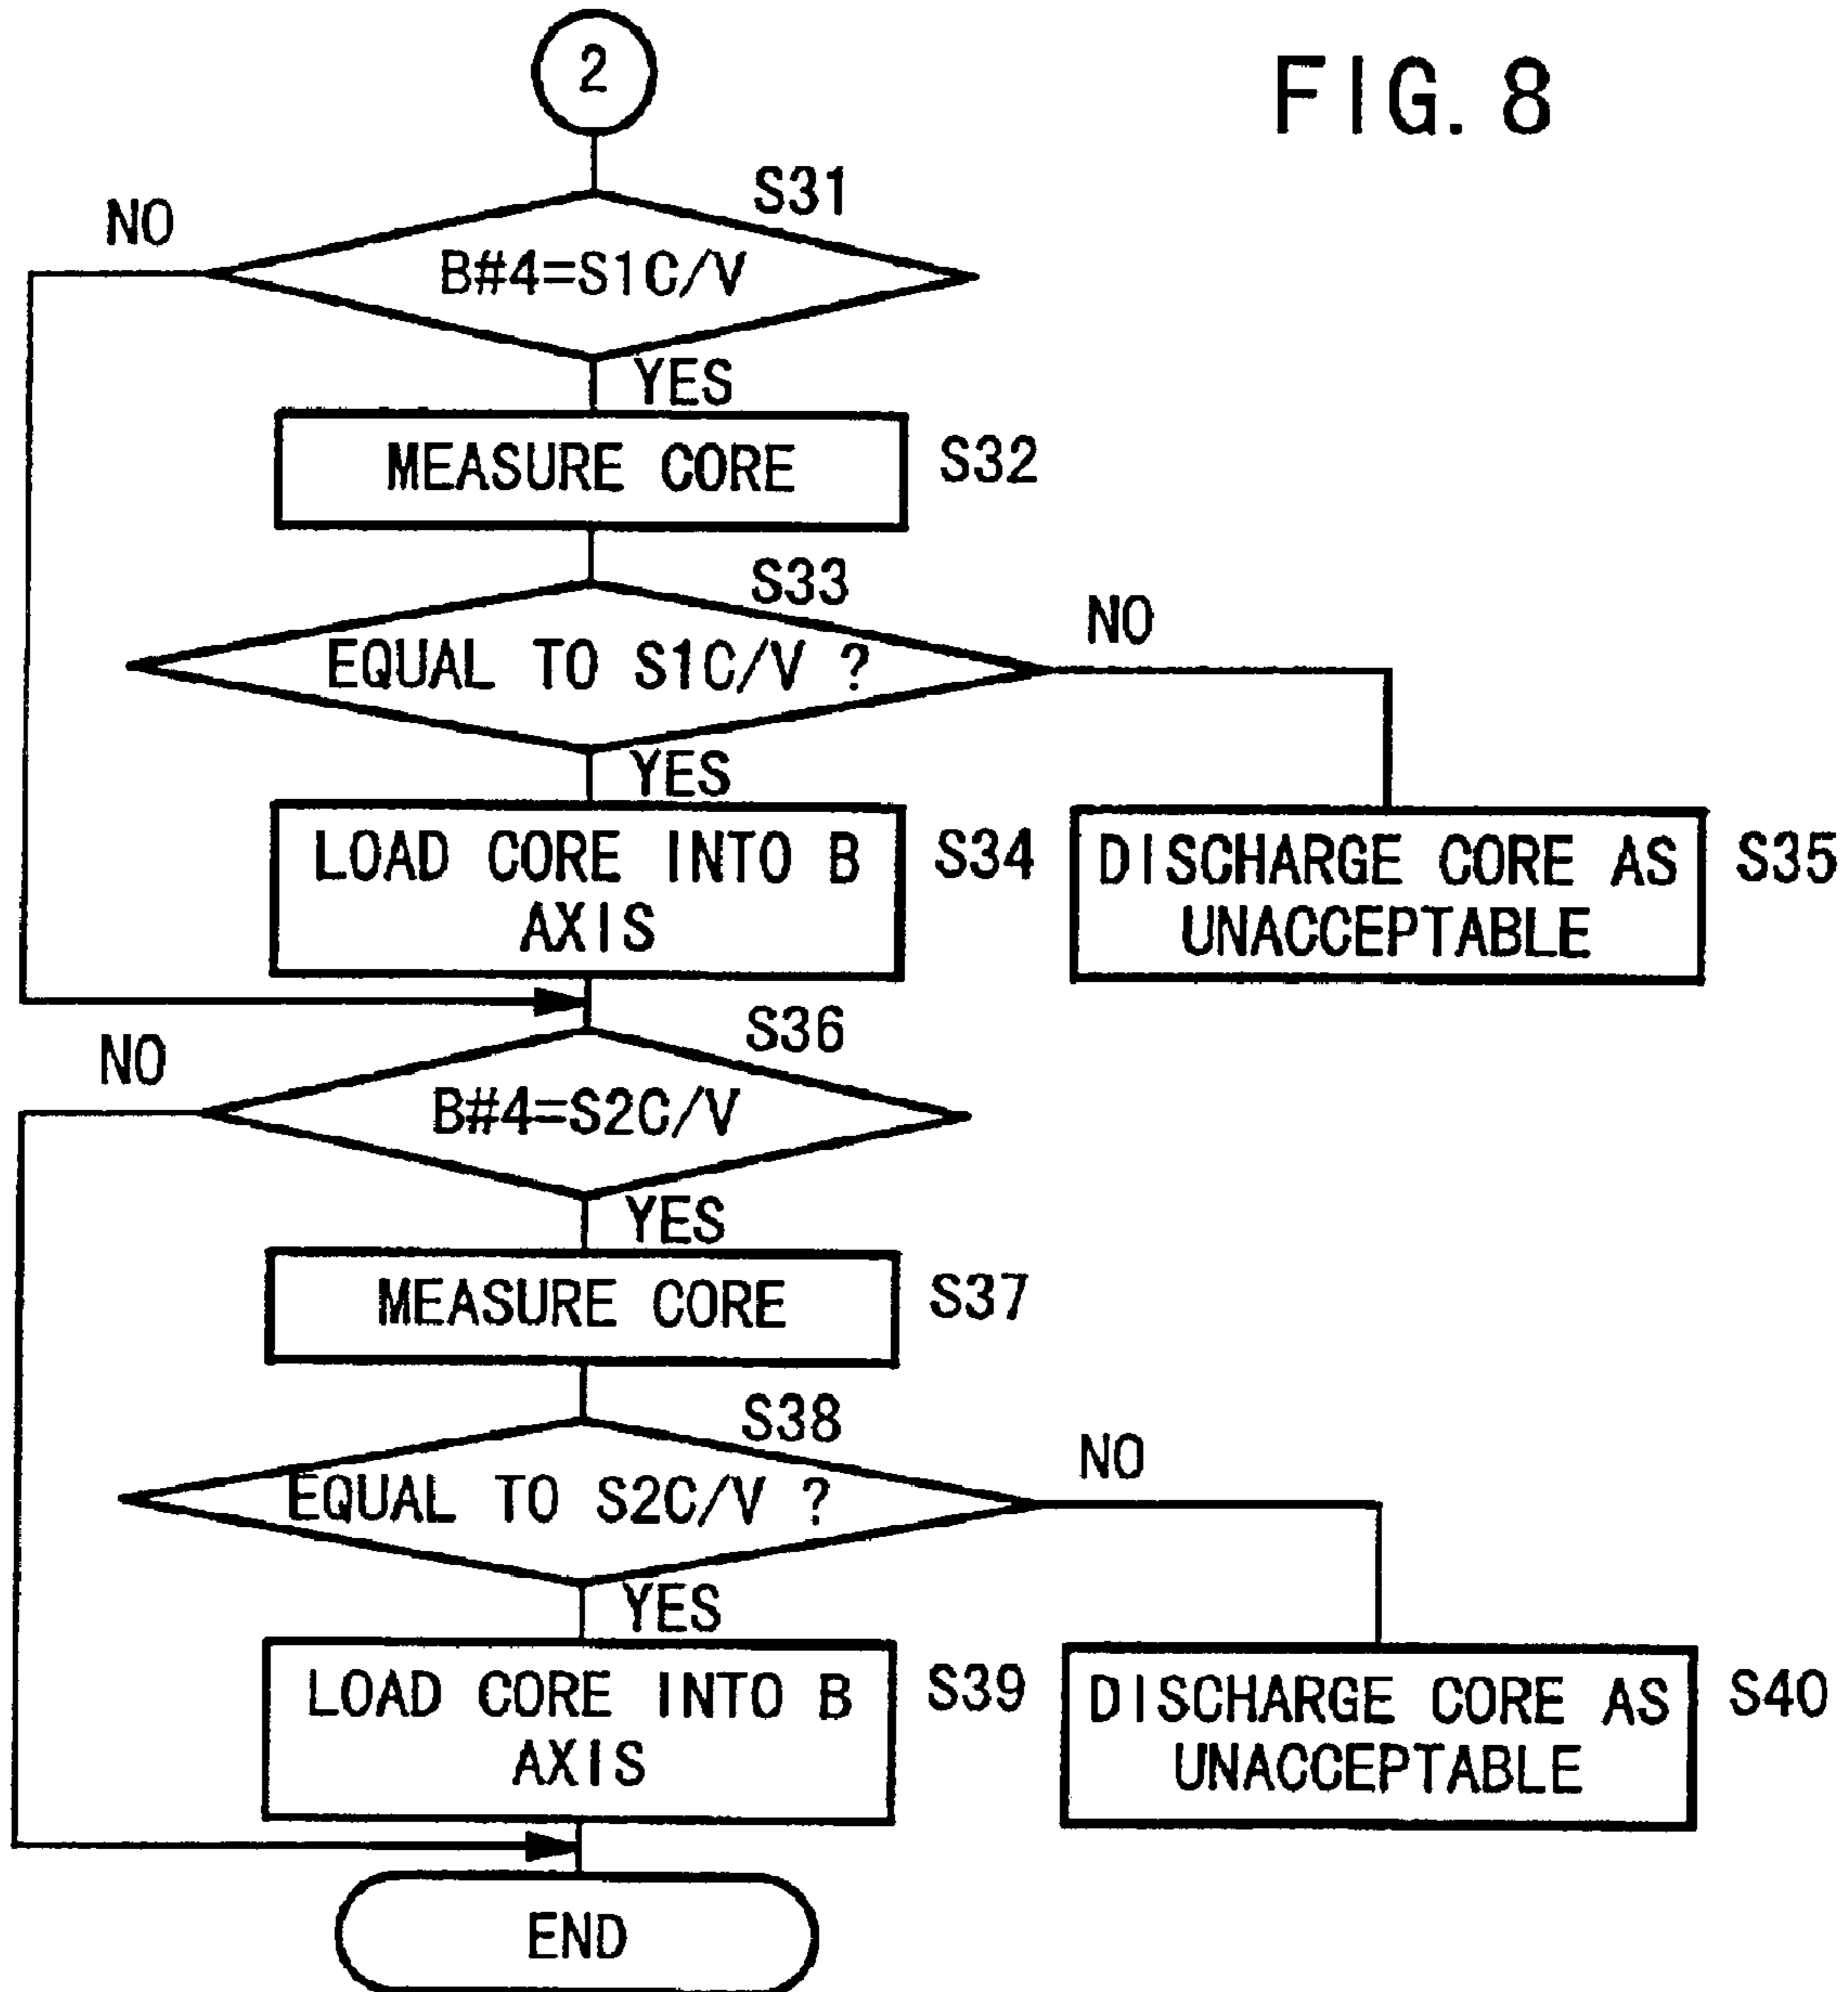 FIG. 8
2
S31
NO
B#4=S1C/V
YES
MEASURE CORE
S32
S33
NO
EQUAL TO S1C/V ?
YES
LOAD CORE INTO B
AXIS
S34
DISCHARGE CORE AS
UNACCEPTABLE
S35
S36
NO
B#4=S2C/V
YES
MEASURE CORE
S37
S38
NO
EQUAL TO S2C/V ?
YES
LOAD CORE INTO B
AXIS
S39
DISCHARGE CORE AS
UNACCEPTABLE
S40
END